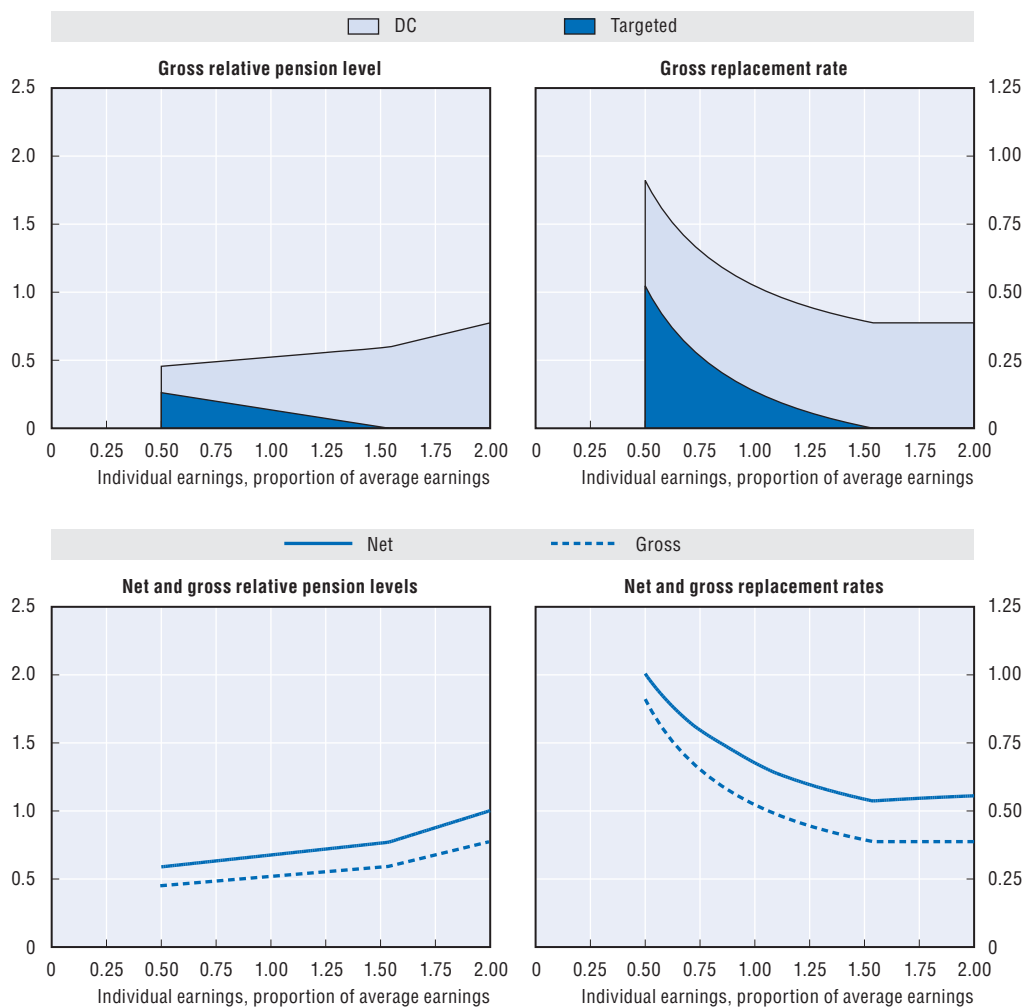 DC Targeted
Gross relative pension level
2.5
2.0
1.5
1.0
0.5
0
0 0.25 0.50 0.75 1.00 1.25 1.50 1.75 2.00
Individual earnings, proportion of average earnings
Gross replacement rate
1.25
1.00
0.75
0.50
0.25
0
0 0.25 0.50 0.75 1.00 1.25 1.50 1.75 2.00
Individual earnings, proportion of average earnings
Net Gross
Net and gross relative pension levels
2.5
2.0
1.5
1.0
0.5
0
0 0.25 0.50 0.75 1.00 1.25 1.50 1.75 2.00
Individual earnings, proportion of average earnings
Net and gross replacement rates
1.25
1.00
0.75
0.50
0.25
0
0 0.25 0.50 0.75 1.00 1.25 1.50 1.75 2.00
Individual earnings, proportion of average earnings